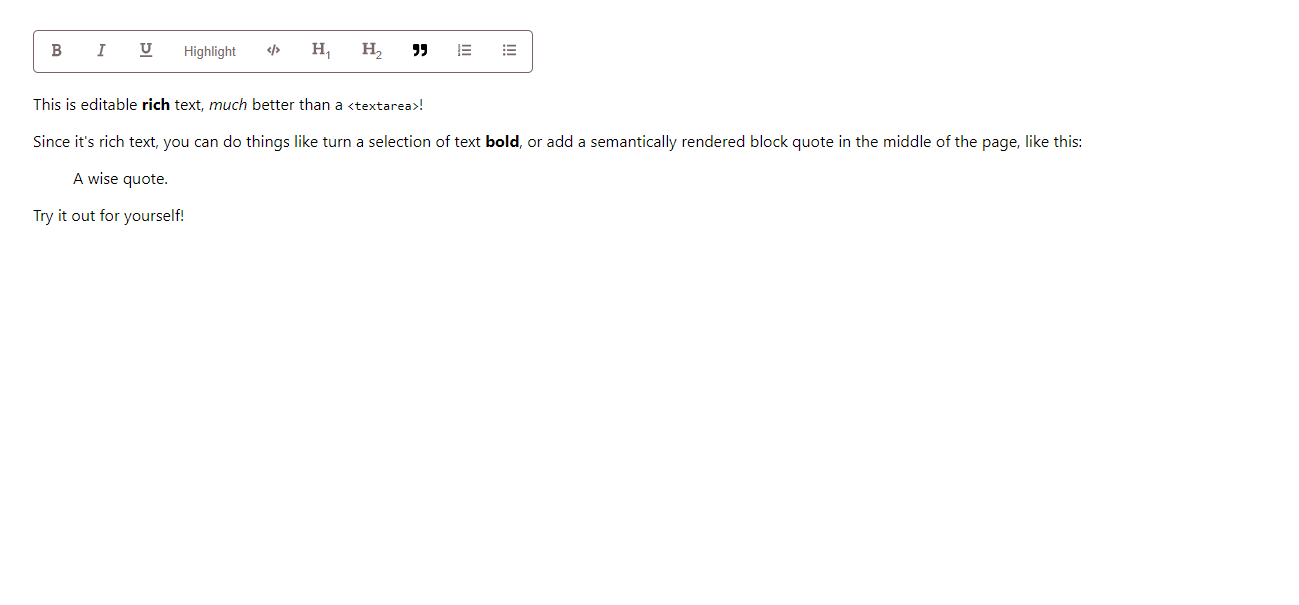 B I U Highlight </> H1 H2 ”
This is editable rich text, much better than a <textarea>!
Since it's rich text, you can do things like turn a selection of text bold, or add a semantically rendered block quote in the middle of the page, like this:
A wise quote.
Try it out for yourself!